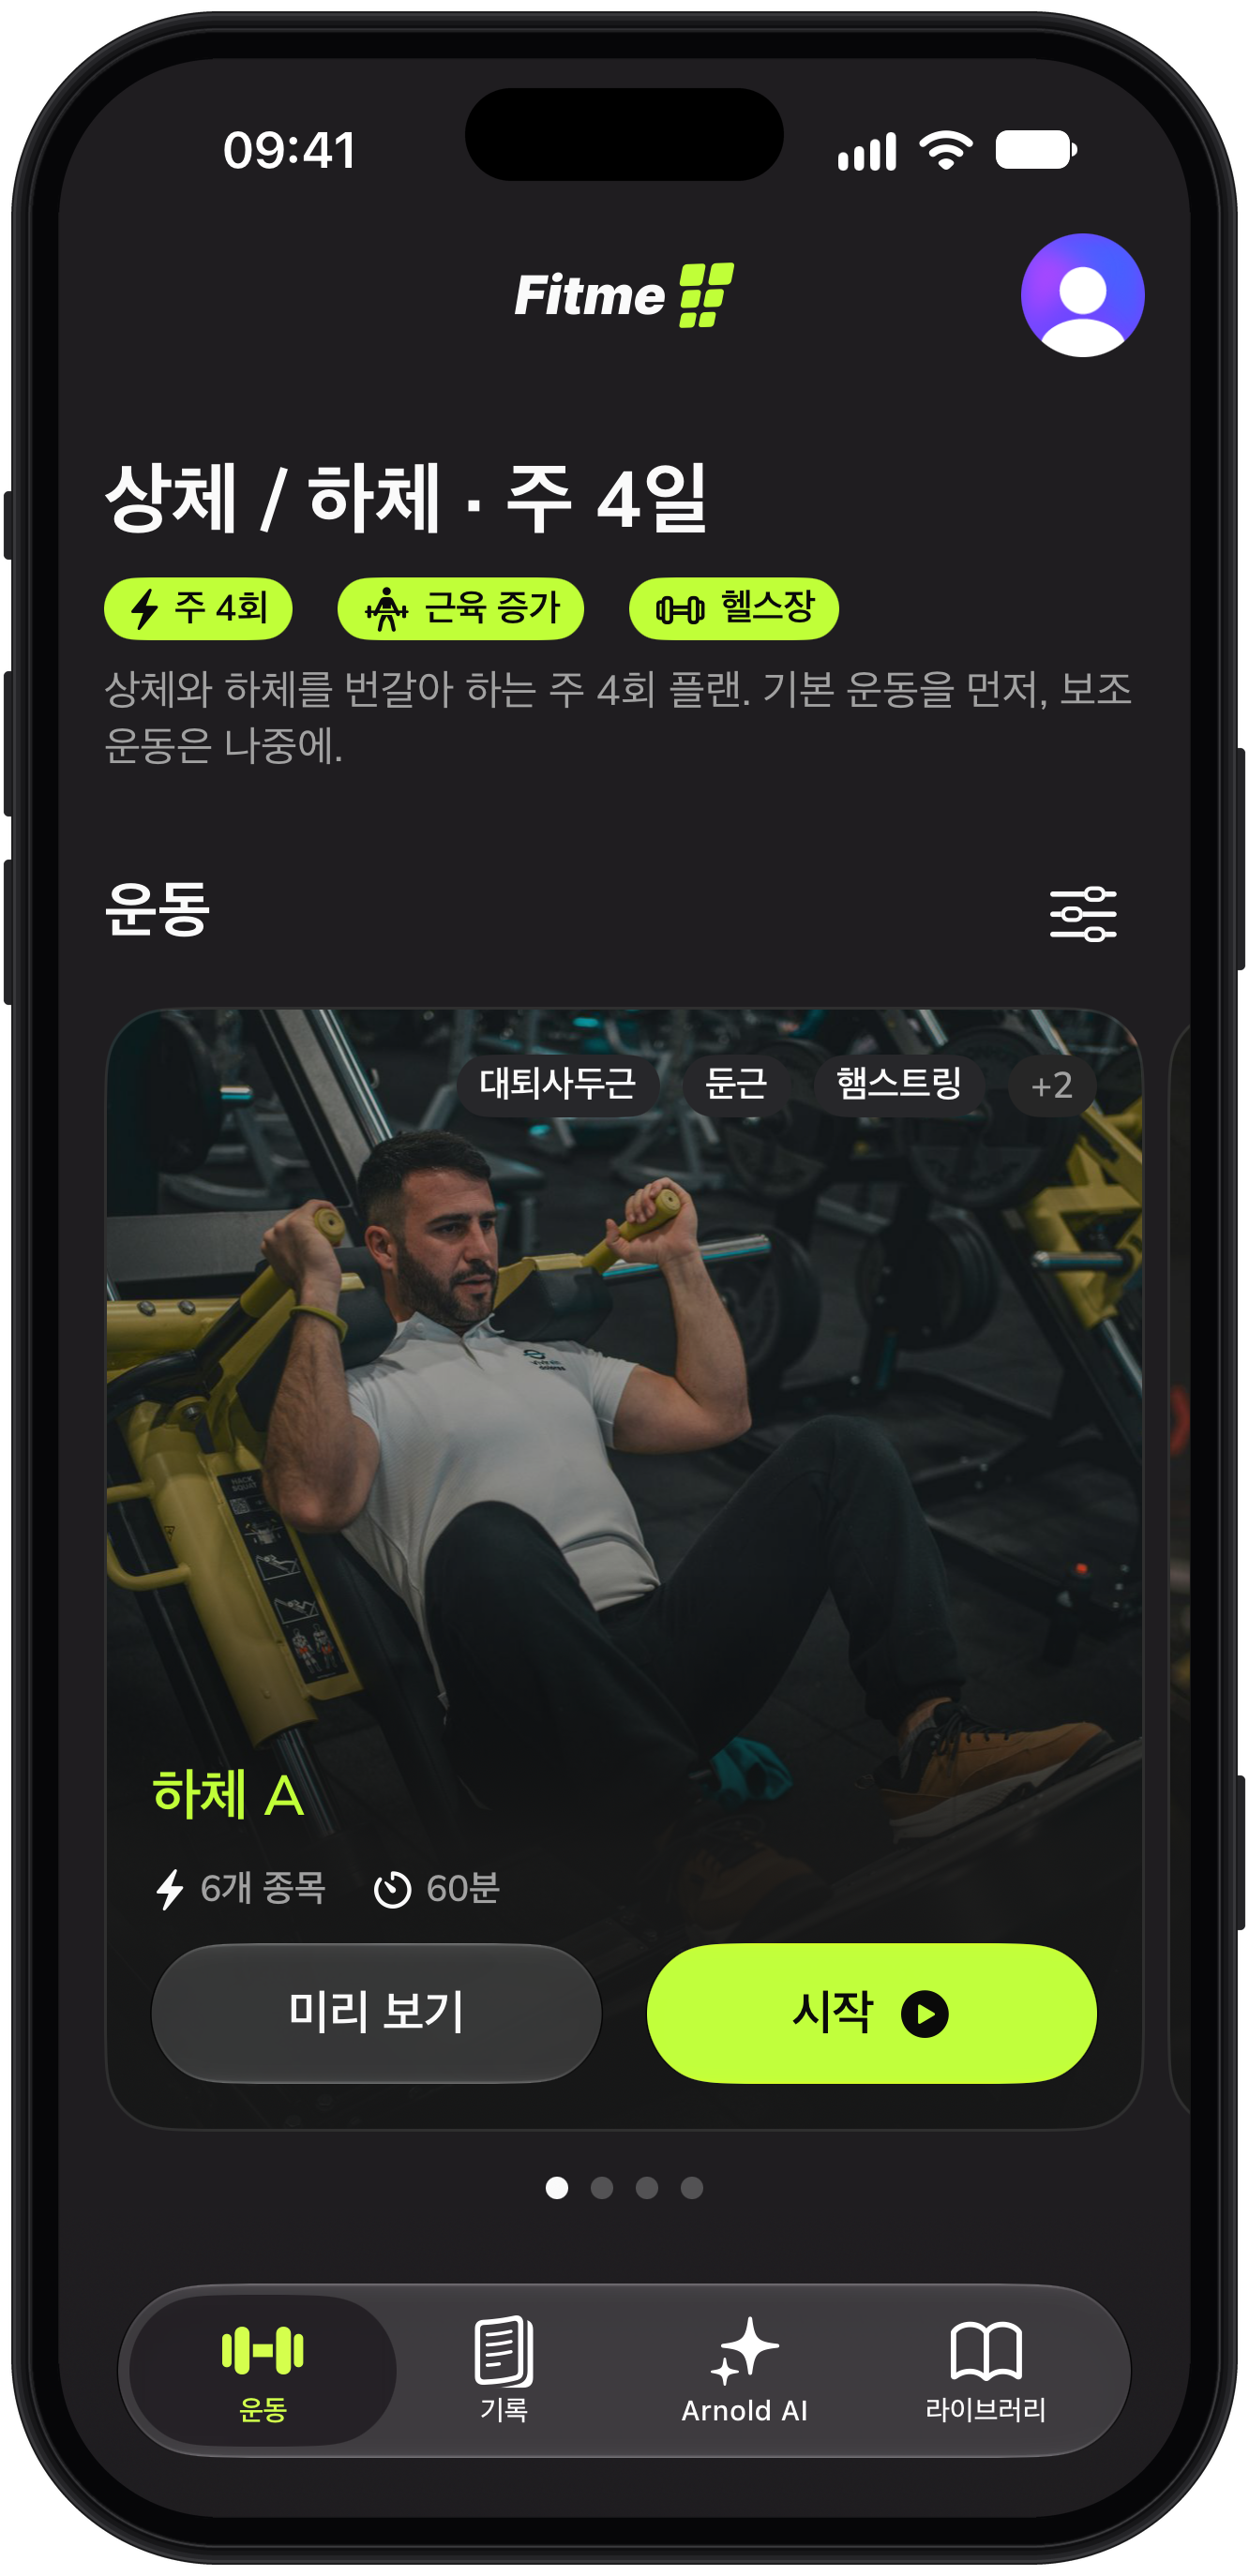 09:41
Fitme
상체 / 하체 · 주 4일
주 4회
근육 증가
헬스장
상체와 하체를 번갈아 하는 주 4회 플랜. 기본 운동을 먼저, 보조
운동은 나중에.
운동
대퇴사두근
둔근
햄스트링
+2
HACK
SQUAT
하체 A
6개 종목
60분
미리 보기
시작
운동
기록
Arnold AI
라이브러리